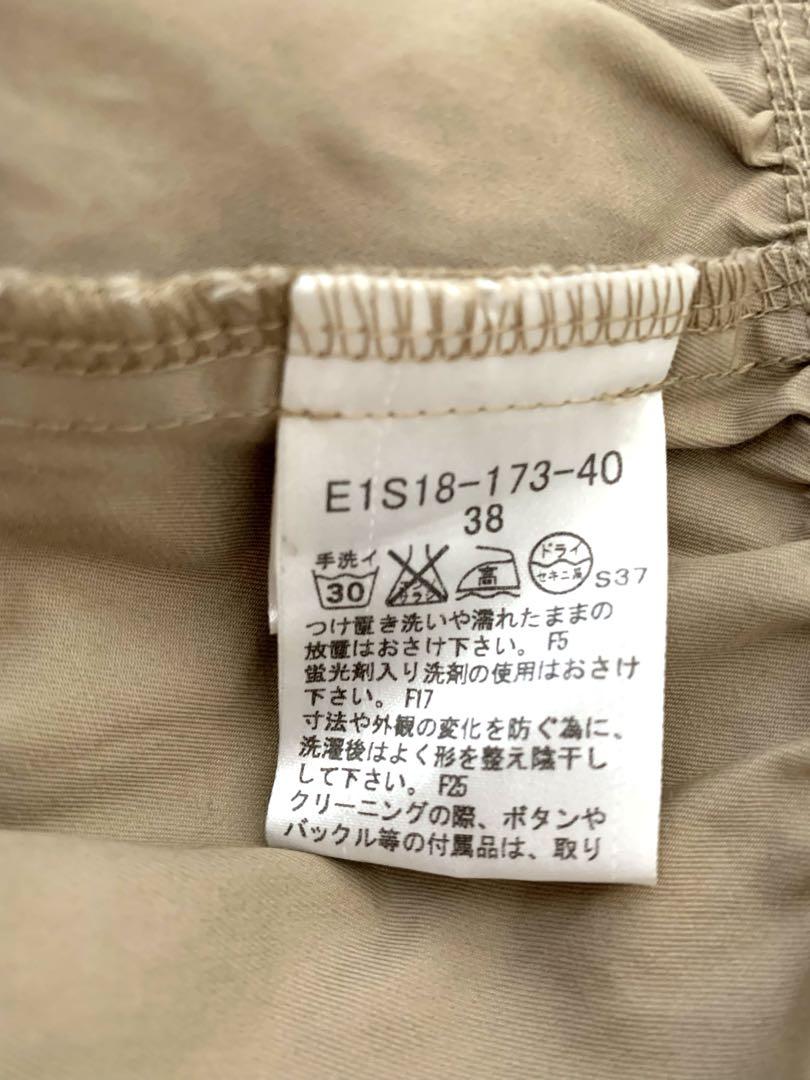 E1S18-173-40
38
手洗イ
30
エンソ
サラシ
高
ドライ
セキユ系
S37
つけ置き洗いや濡れたままの
放置はおさけ下さい。 F5
蛍光剤入り洗剤の使用はおさけ
下さい。 F17
寸法や外観の変化を防ぐ為に、
洗濯後はよく形を整え陰干し
して下さい。 F25
クリーニングの際、ボタンや
バックル等の付属品は、取り